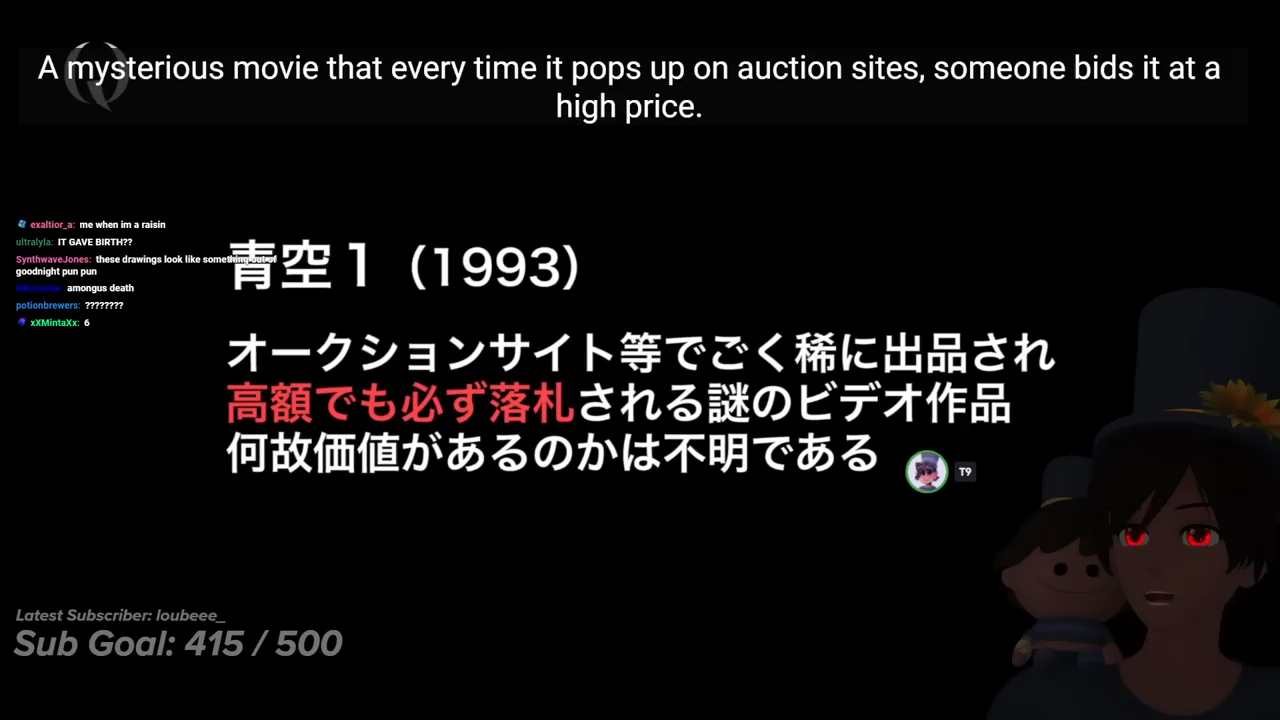 A mysterious movie that every time it pops up on auction sites, someone bids it at a
high price.
exaltior_a: me when im a raisin
ultralyla: IT GAVE BIRTH??
SynthwaveJones: these drawings look like something out of
goodnight pun pun
amongus death
potionbrewers: ????????
xXMintaXx: 6
青空１（1993）
オークションサイト等でごく稀に出品され
高額でも必ず落札される謎のビデオ作品
何故価値があるのかは不明である
T9
Latest Subscriber: loubeee_
Sub Goal: 415 / 500